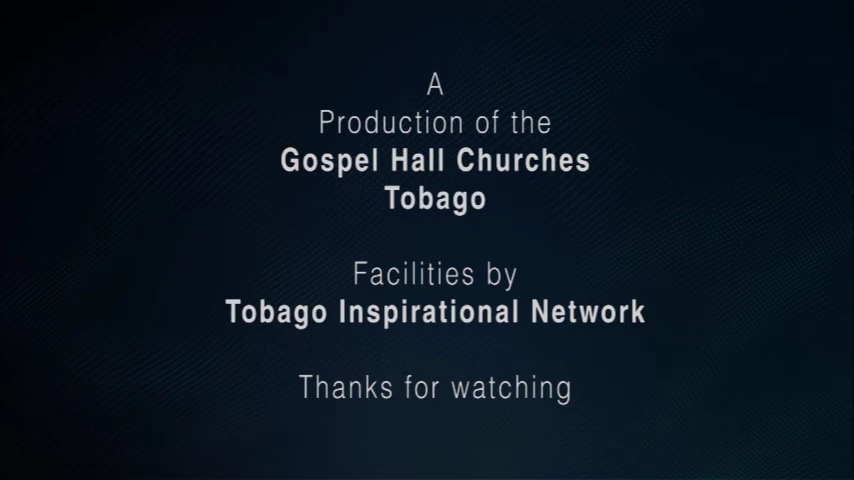 A
Production of the
Gospel Hall Churches
Tobago
Facilities by
Tobago Inspirational Network
Thanks for watching